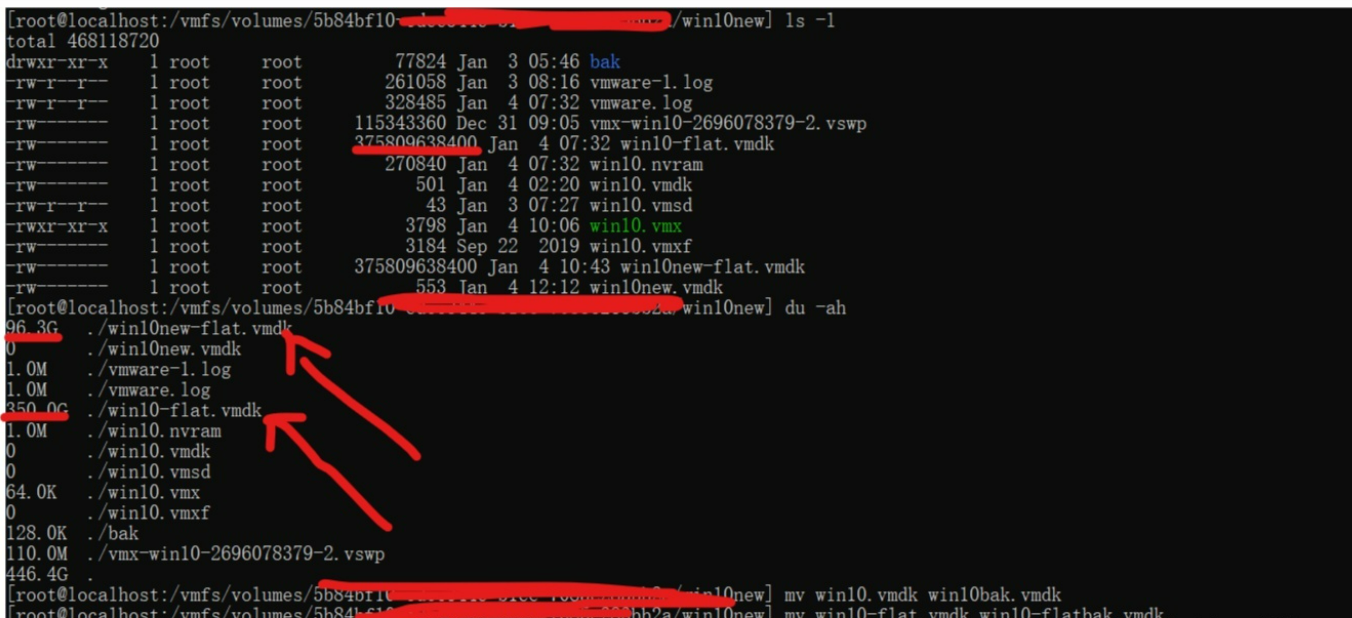 [root@localhost:/vmfs/volumes/5b84bf10- /win10new] ls -l
total 468118720
drwxr-xr-x 1 root root 77824 Jan 3 05:46 bak
-rw-r--r-- 1 root root 261058 Jan 3 08:16 vmware-1.log
-rw-r--r-- 1 root root 328485 Jan 4 07:32 vmware.log
-rw------- 1 root root 115343360 Dec 31 09:05 vmx-win10-2696078379-2.vswp
-rw------- 1 root root 375809638400 Jan 4 07:32 win10-flat.vmdk
-rw------- 1 root root 270840 Jan 4 07:32 win10.nvram
-rw------- 1 root root 501 Jan 4 02:20 win10.vmdk
-rw-r--r-- 1 root root 43 Jan 3 07:27 win10.vmsd
-rwxr-xr-x 1 root root 3798 Jan 4 10:06 win10.vmx
-rw------- 1 root root 3184 Sep 22 2019 win10.vmxf
-rw------- 1 root root 375809638400 Jan 4 10:43 win10new-flat.vmdk
-rw------- 1 root root 553 Jan 4 12:12 win10new.vmdk
[root@localhost:/vmfs/volumes/5b84bf10 /win10new] du -ah
96.3G ./win10new-flat.vmdk
0 ./win10new.vmdk
1.0M ./vmware-1.log
1.0M ./vmware.log
350.0G ./win10-flat.vmdk
1.0M ./win10.nvram
0 ./win10.vmdk
0 ./win10.vmsd
64.0K ./win10.vmx
0 ./win10.vmxf
128.0K ./bak
110.0M ./vmx-win10-2696078379-2.vswp
446.4G .
[root@localhost:/vmfs/volumes/5b84bf10 /win10new] mv win10.vmdk win10bak.vmdk
[root@localhost:/vmfs/volumes/5b84bf10 bb2a/win10new] mv win10-flat.vmdk win10-flatbak.vmdk